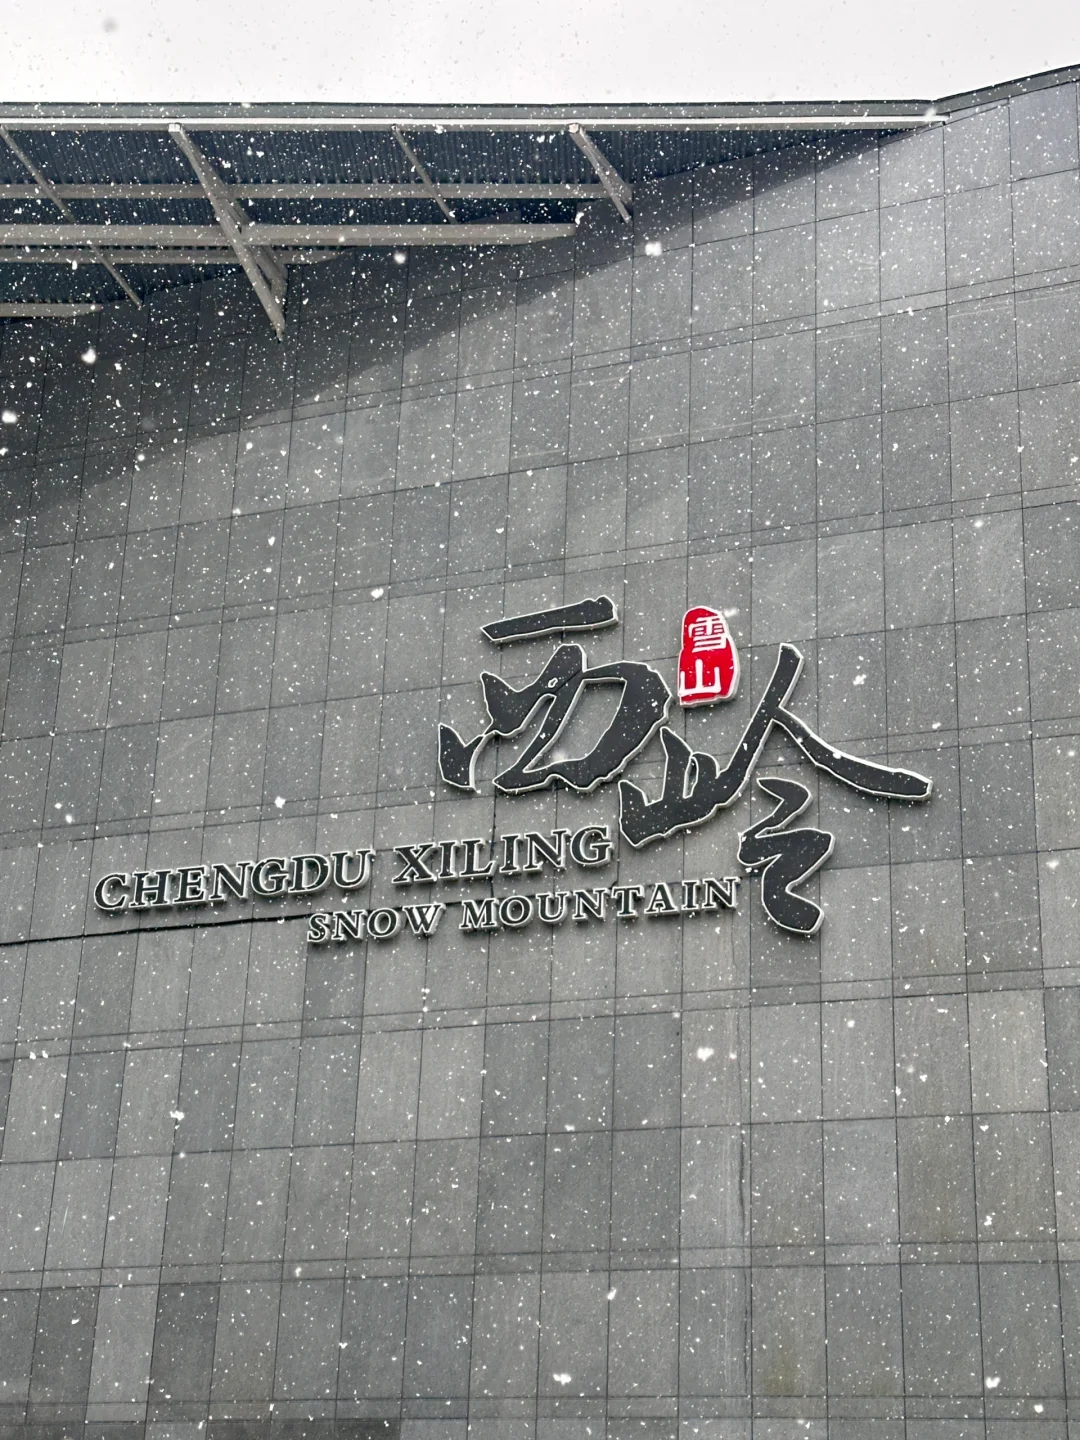 西岭
雪山
CHENGDU XILING
SNOW MOUNTAIN